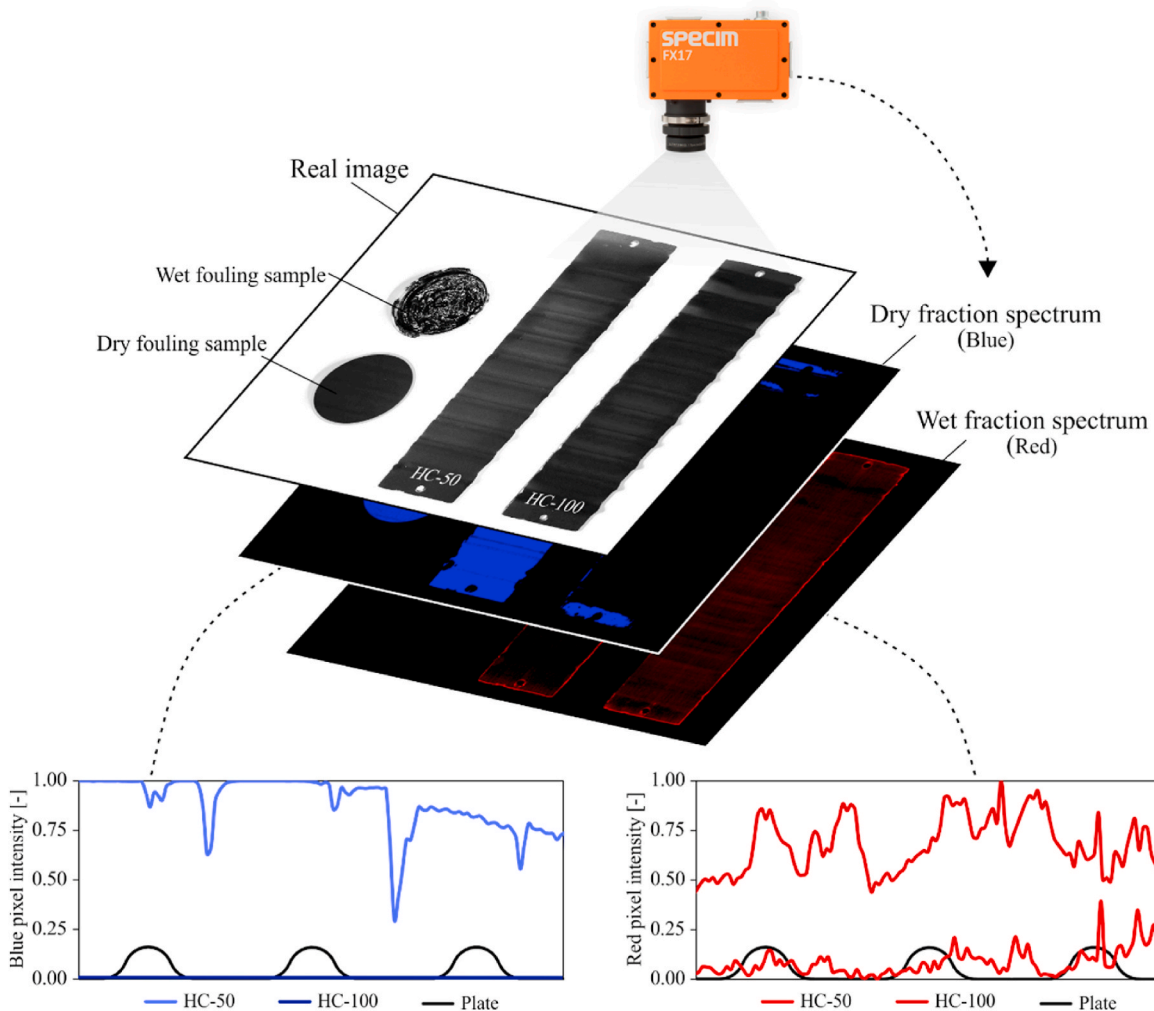 SPECIM
FX17
Real image
Wet fouling sample
Dry fouling sample
HC-50
HC-100
Dry fraction spectrum
(Blue)
Wet fraction spectrum
(Red)
Blue pixel intensity [-]
1.00
0.75
0.50
0.25
0.00
HC-50
HC-100
Plate
Red pixel intensity [-]
1.00
0.75
0.50
0.25
0.00
HC-50
HC-100
Plate